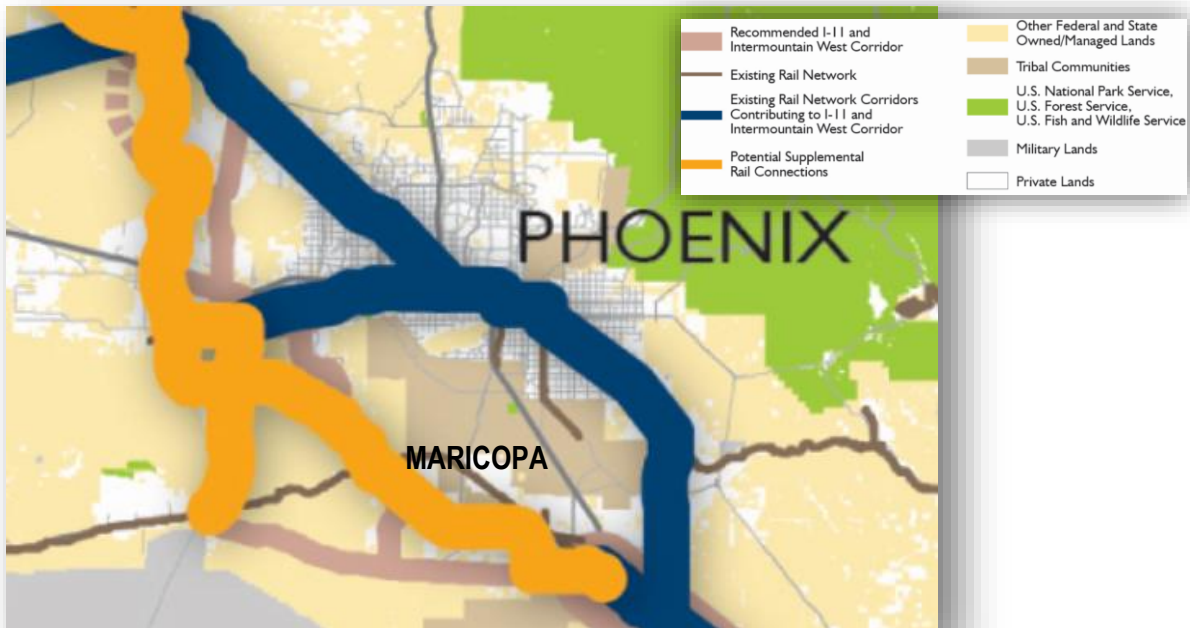 Recommended I-11 and
Intermountain West Corridor
Existing Rail Network
Existing Rail Network Corridors
Contributing to I-11 and
Intermountain West Corridor
Potential Supplemental
Rail Connections
Other Federal and State
Owned/Managed Lands
Tribal Communities
U.S. National Park Service,
U.S. Forest Service,
U.S. Fish and Wildlife Service
Military Lands
Private Lands
PHOENIX
MARICOPA